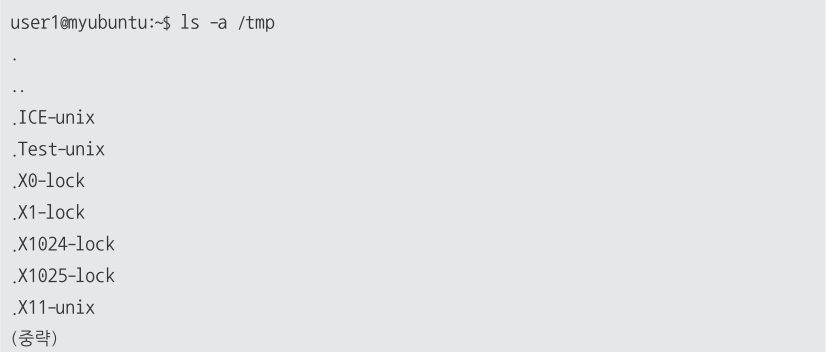 user1@myubuntu:~$ ls -a /tmp
.
..
.ICE-unix
.Test-unix
.X0-lock
.X1-lock
.X1024-lock
.X1025-lock
.X11-unix
(중략)